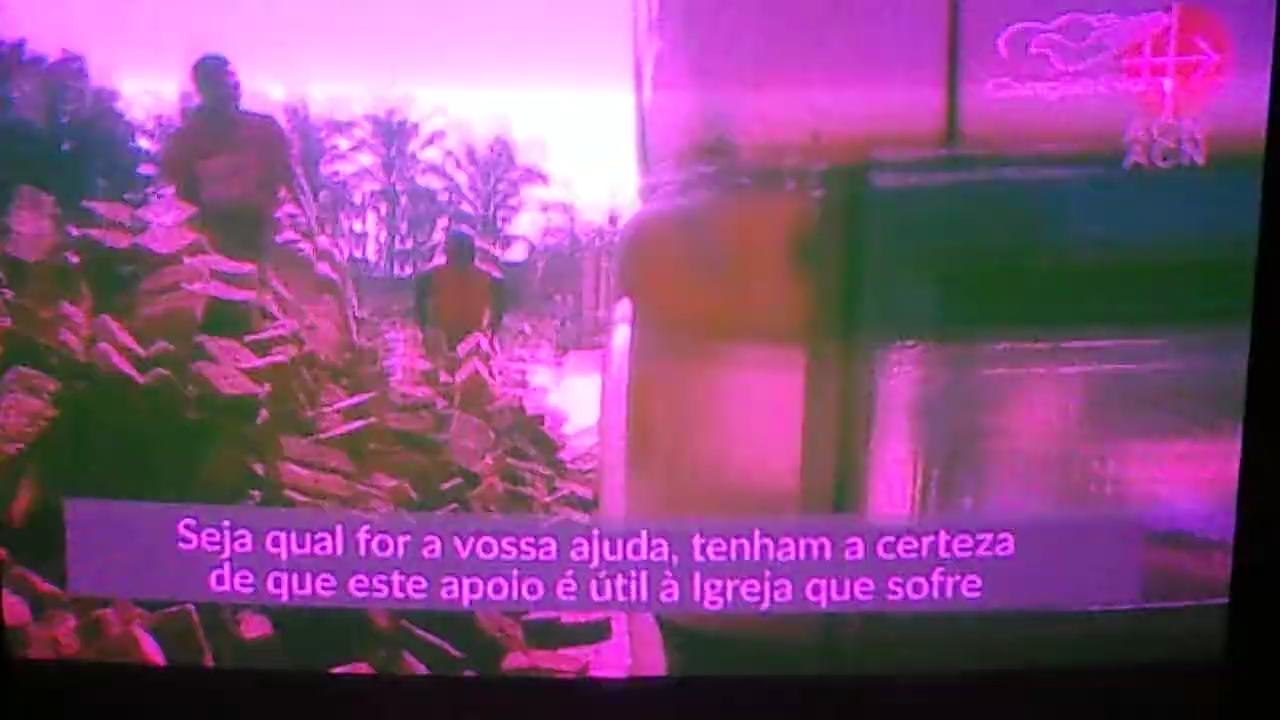 ACN
Seja qual for a vossa ajuda, tenham a certeza
de que este apoio é útil à Igreja que sofre